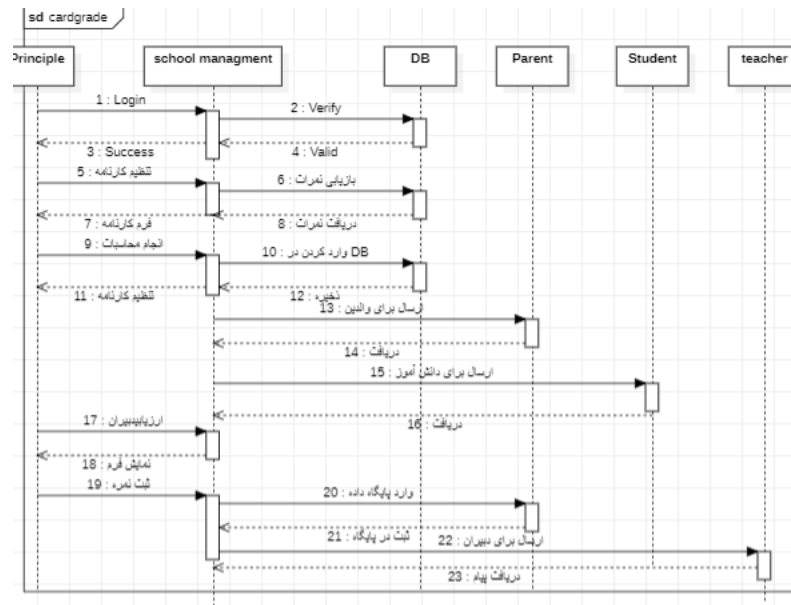 sd cardgrade
Principle
school managment
DB
Parent
Student
teacher
1 : Login
2 : Verify
3 : Success
4 : Valid
5 : تنظیم کارنامه
6 : بازیابی نمرات
7 : فرم کارنامه
8 : دریافت نمرات
9 : انجام محاسبات
10 : وارد کردن در DB
11 : تنظیم کارنامه
12 : ذخیره
13 : ارسال برای والدین
14 : دریافت
15 : ارسال برای دانش آموز
16 : دریافت
17 : ارزیابیدبیران
18 : نمایش فرم
19 : ثبت نمره
20 : وارد پایگاه داده
21 : ثبت در پایگاه
22 : ارسال برای دبیران
23 : دریافت پیام